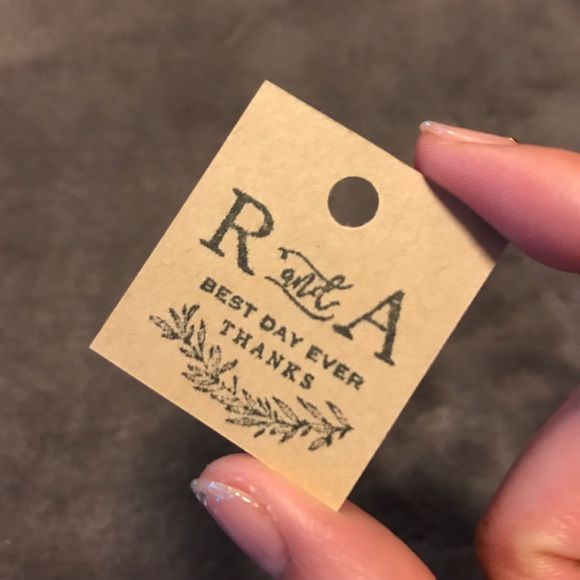 R and A
BEST DAY EVER
THANKS